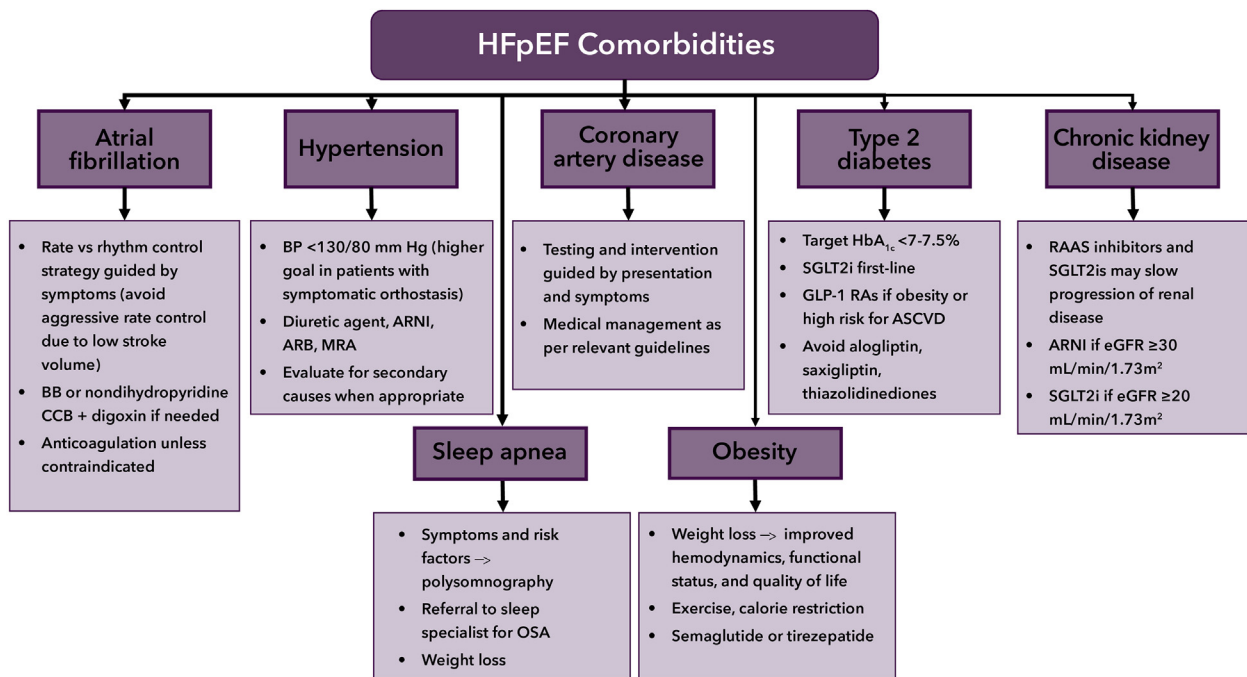 HFpEF Comorbidities
Atrial
fibrillation
• Rate vs rhythm control
strategy guided by
symptoms (avoid
aggressive rate control
due to low stroke
volume)
• BB or nondihydropyridine
CCB + digoxin if needed
• Anticoagulation unless
contraindicated
Hypertension
• BP <130/80 mm Hg (higher
goal in patients with
symptomatic orthostasis)
• Diuretic agent, ARNI,
ARB, MRA
• Evaluate for secondary
causes when appropriate
Coronary
artery disease
• Testing and intervention
guided by presentation
and symptoms
• Medical management as
per relevant guidelines
Type 2
diabetes
• Target HbA1c <7-7.5%
• SGLT2i first-line
• GLP-1 RAs if obesity or
high risk for ASCVD
• Avoid alogliptin,
saxigliptin,
thiazolidinediones
Chronic kidney
disease
• RAAS inhibitors and
SGLT2is may slow
progression of renal
disease
• ARNI if eGFR ≥30
mL/min/1.73m²
• SGLT2i if eGFR ≥20
mL/min/1.73m²
Sleep apnea
• Symptoms and risk
factors –>
polysomnography
• Referral to sleep
specialist for OSA
• Weight loss
Obesity
• Weight loss –> improved
hemodynamics, functional
status, and quality of life
• Exercise, calorie restriction
• Semaglutide or tirzepatide